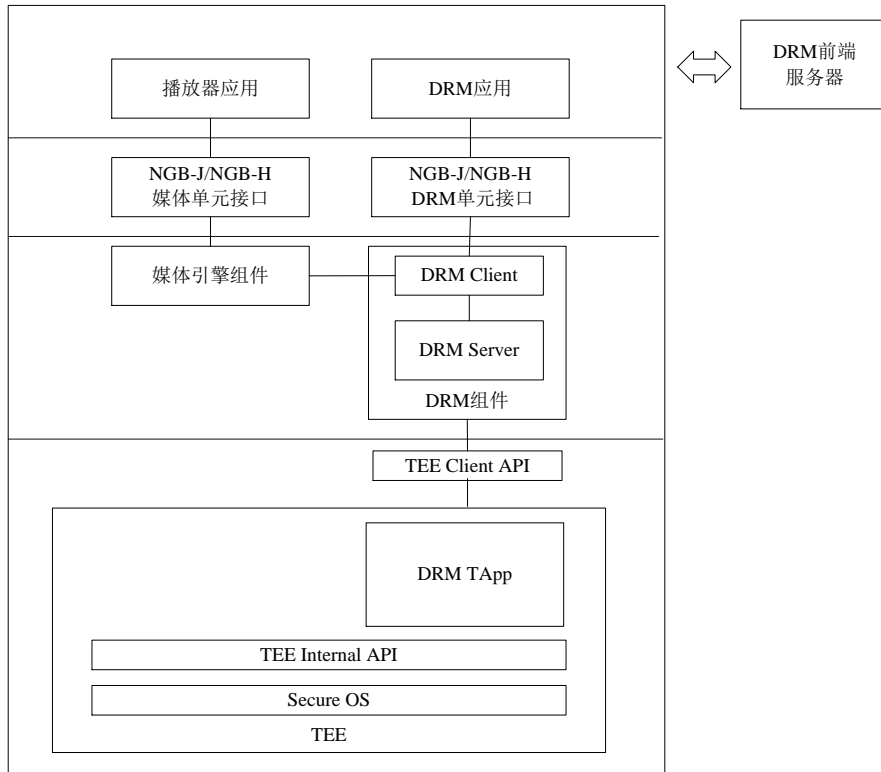 播放器应用
DRM应用
DRM前端
服务器
NGB-J/NGB-H
媒体单元接口
NGB-J/NGB-H
DRM单元接口
媒体引擎组件
DRM Client
DRM Server
DRM组件
TEE Client API
DRM TApp
TEE Internal API
Secure OS
TEE